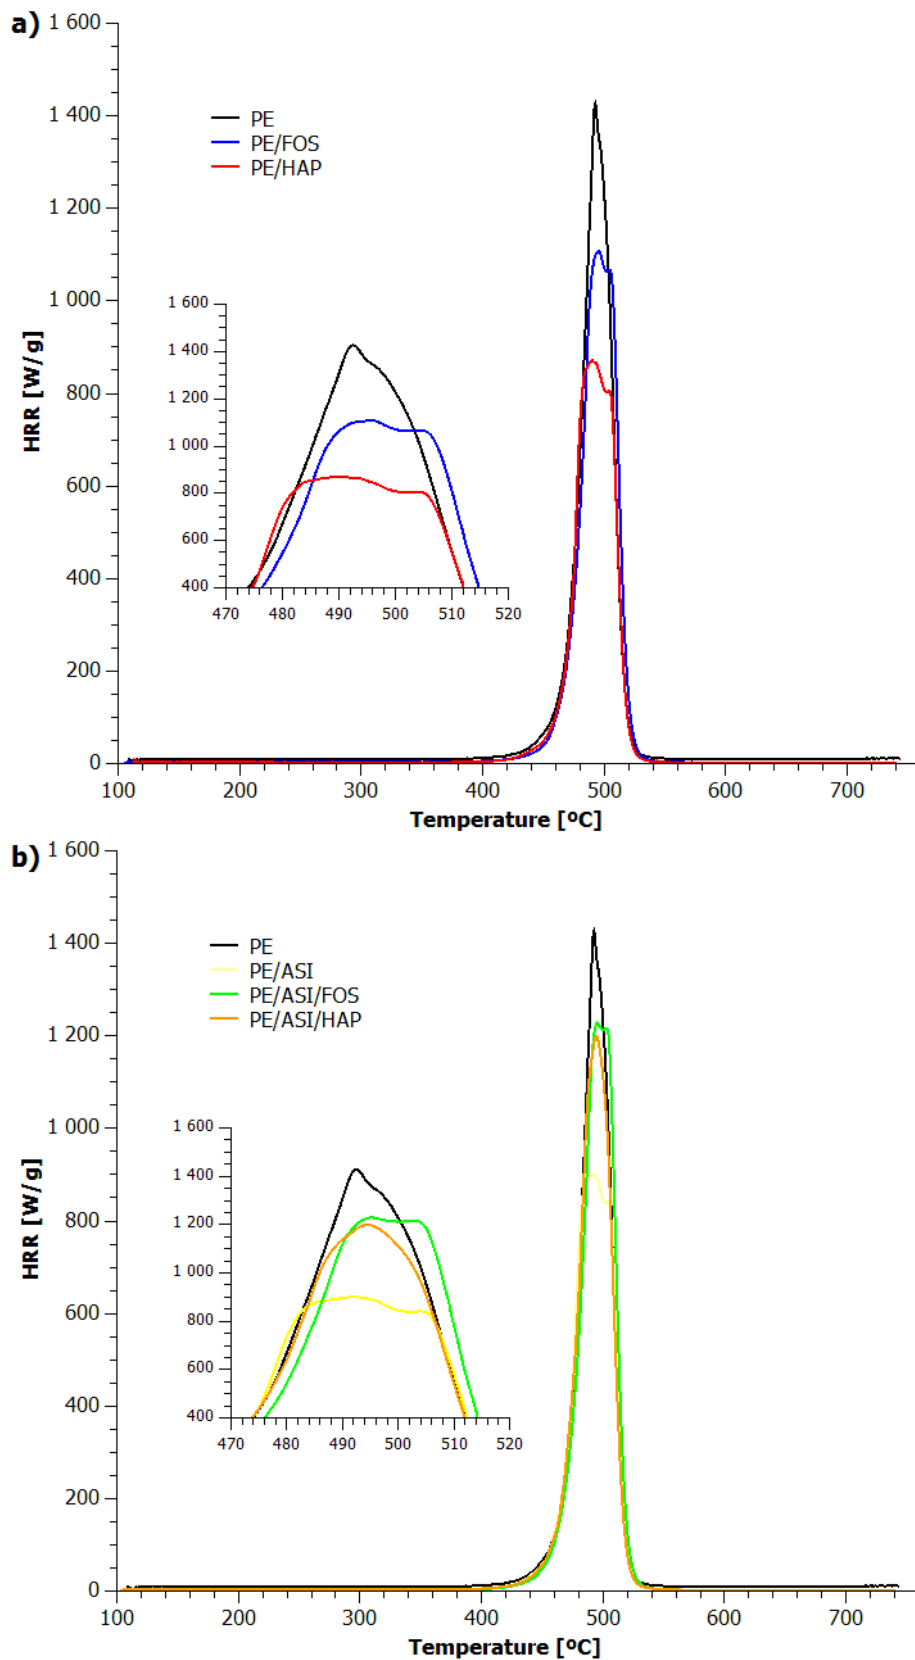 a)
1 600
1 400
1 200
1 000
800
600
400
200
0
HRR [W/g]
PE
PE/FOS
PE/HAP
1 600
1 400
1 200
1 000
800
600
400
470 480 490 500 510 520
100 200 300 400 500 600 700
Temperature [ºC]
b)
1 600
1 400
1 200
1 000
800
600
400
200
0
HRR [W/g]
PE
PE/ASI
PE/ASI/FOS
PE/ASI/HAP
1 600
1 400
1 200
1 000
800
600
400
470 480 490 500 510 520
100 200 300 400 500 600 700
Temperature [ºC]